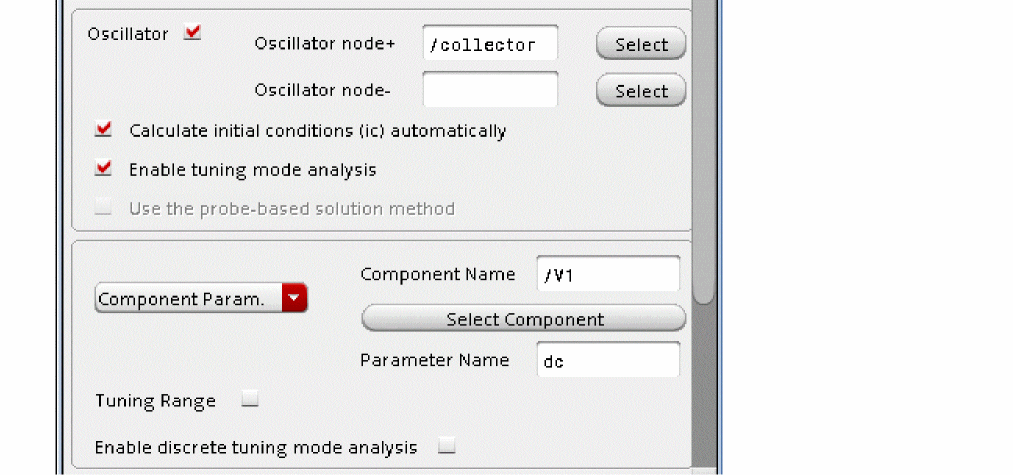 Oscillator
Oscillator node+ /collector Select
Oscillator node- Select
Calculate initial conditions (ic) automatically
Enable tuning mode analysis
Use the probe-based solution method
Component Name /V1
Component Param.
Select Component
Parameter Name dc
Tuning Range
Enable discrete tuning mode analysis